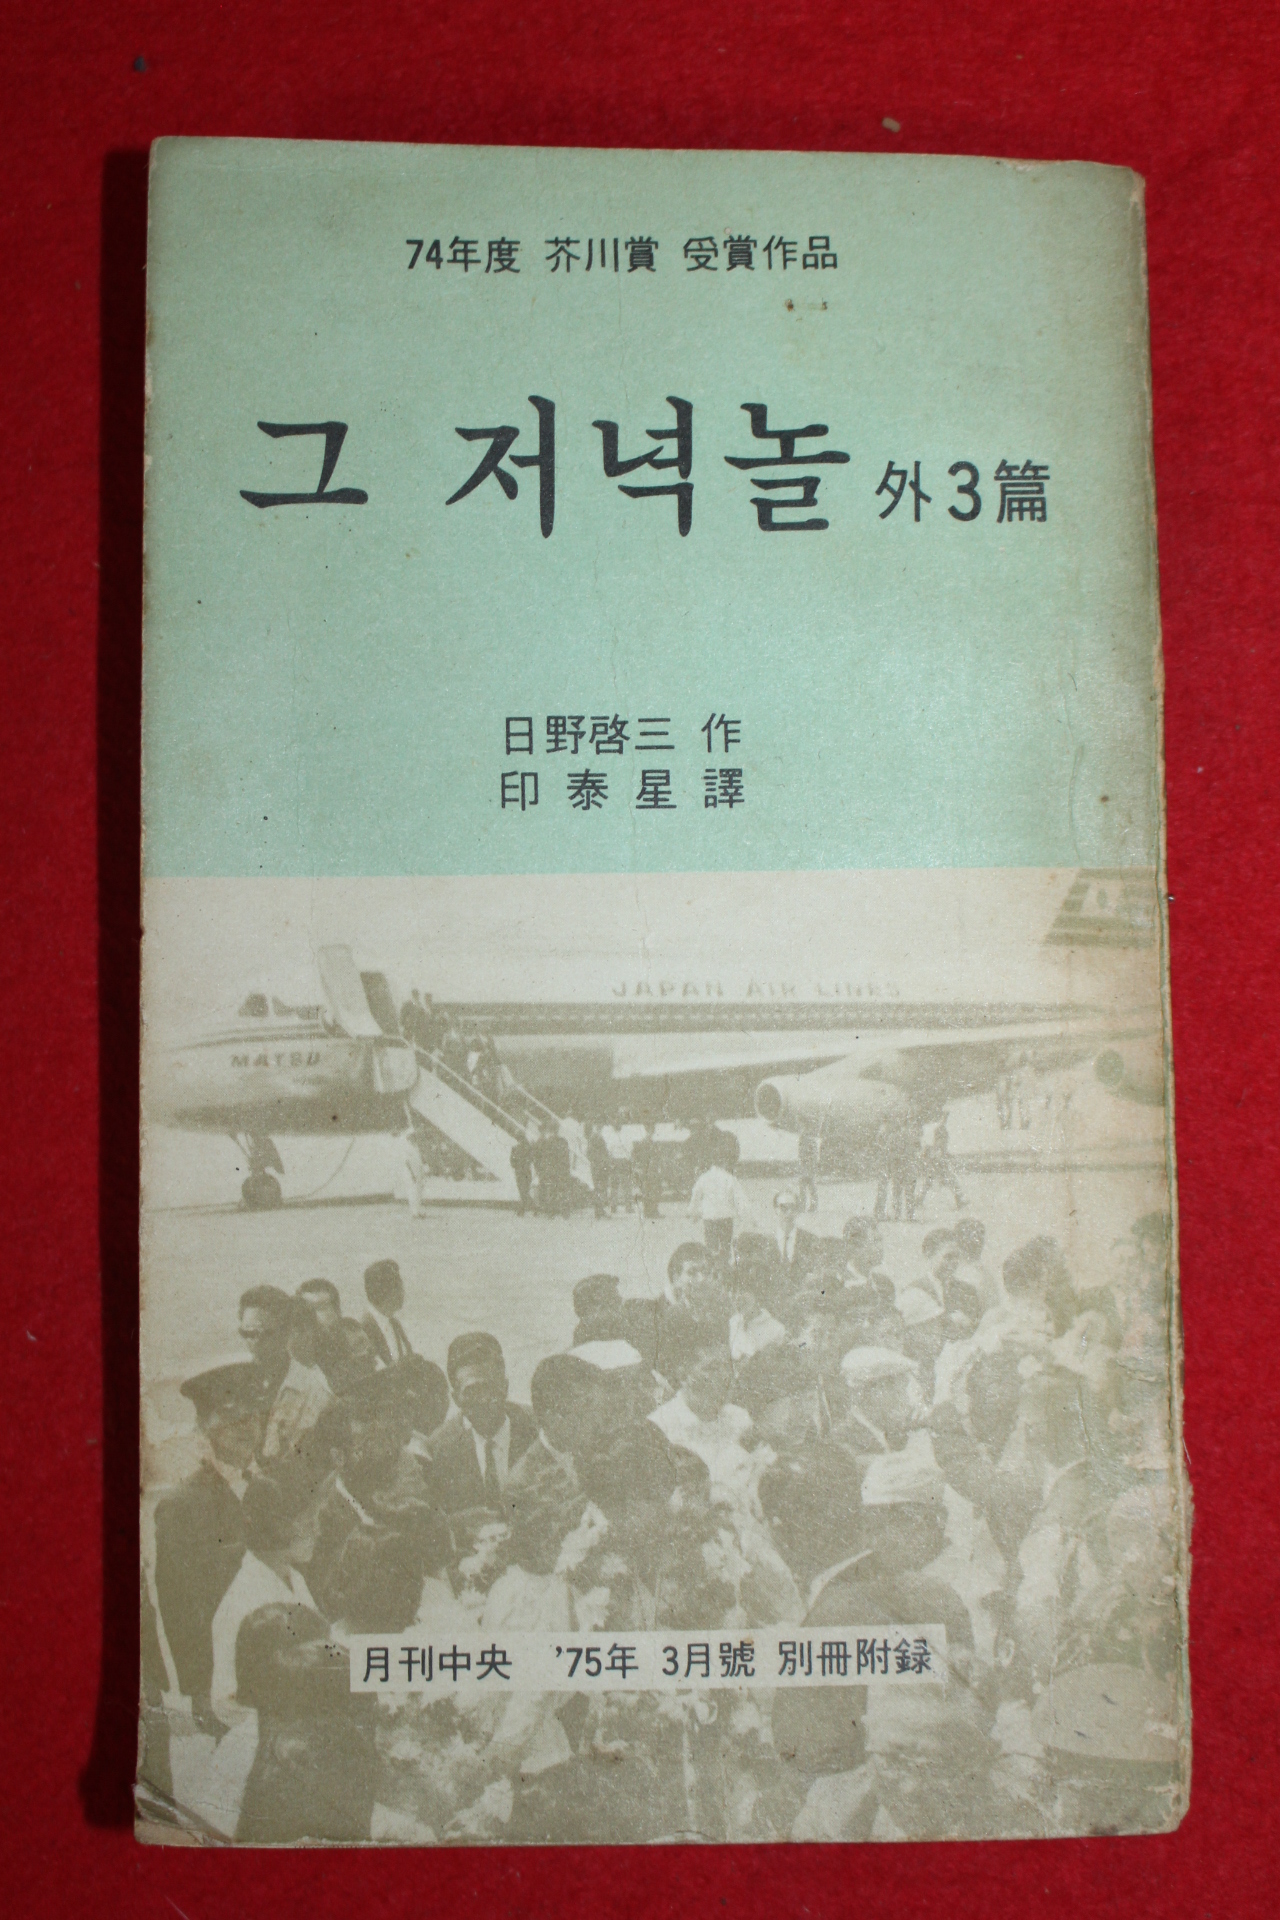 74年度 芥川賞 受賞作品
그 저녁놀 外3篇
日野啓三 作
印泰星 譯
JAPAN AIR LINES
MATSU
月刊中央 '75年 3月號 別冊附録